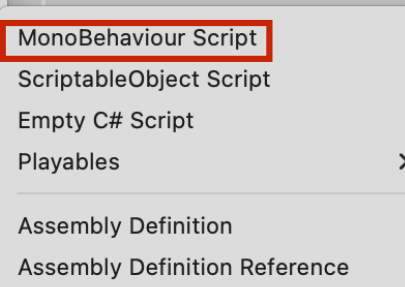 MonoBehaviour Script
ScriptableObject Script
Empty C# Script
Playables
Assembly Definition
Assembly Definition Reference